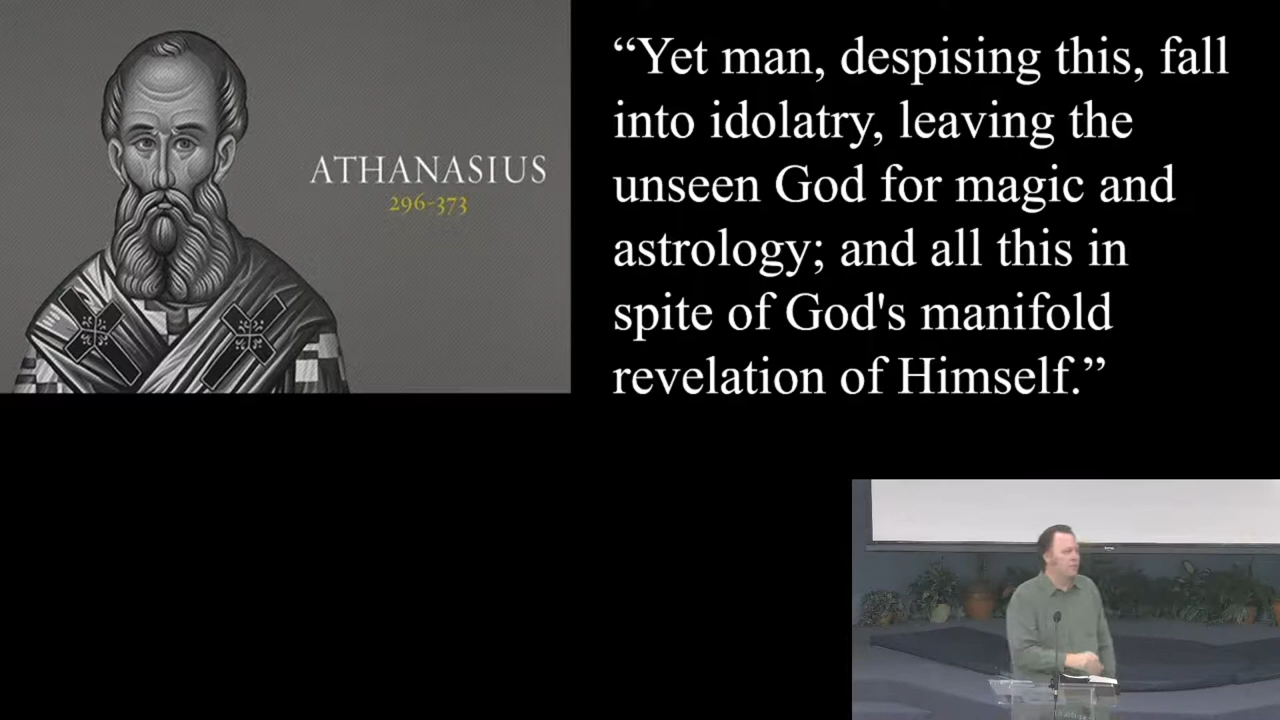 ATHANASIUS
296-373
“Yet man, despising this, fall
into idolatry, leaving the
unseen God for magic and
astrology; and all this in
spite of God's manifold
revelation of Himself.”